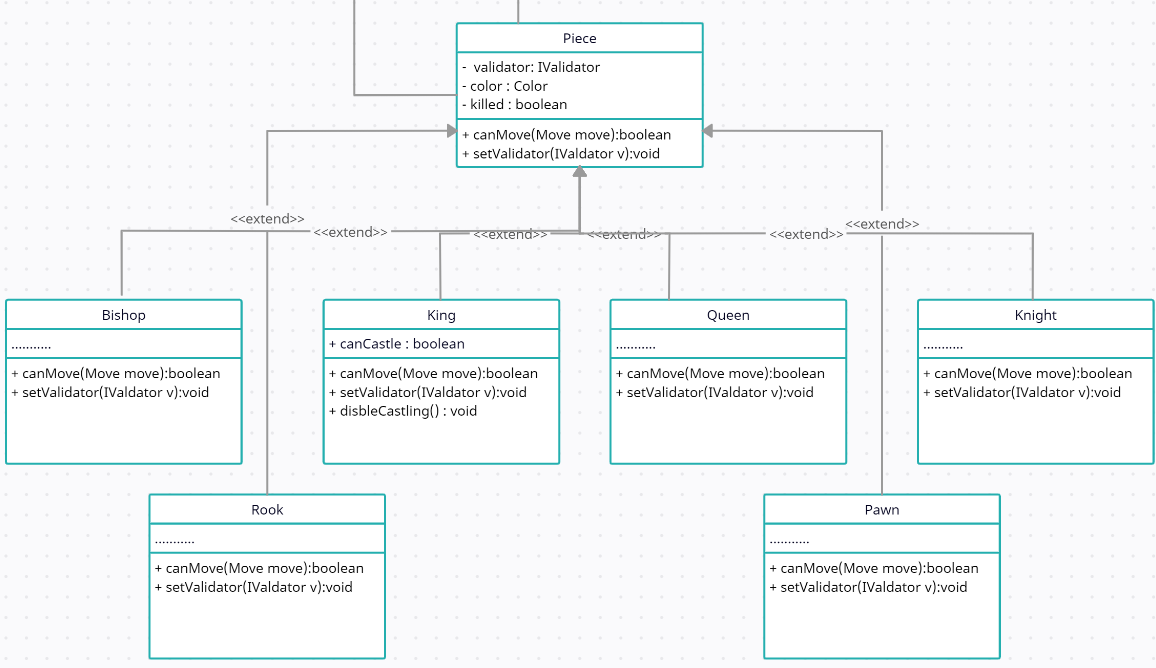 Piece
-  validator: IValidator
- color : Color
- killed : boolean
+ canMove(Move move):boolean
+ setValidator(IValdator v):void
<<extend>>
<<extend>>
<<extend>>
<<extend>>
<<extend>>
<<extend>>
Bishop
...........
+ canMove(Move move):boolean
+ setValidator(IValdator v):void
King
+ canCastle : boolean
+ canMove(Move move):boolean
+ setValidator(IValdator v):void
+ disbleCastling() : void
Queen
...........
+ canMove(Move move):boolean
+ setValidator(IValdator v):void
Knight
...........
+ canMove(Move move):boolean
+ setValidator(IValdator v):void
Rook
...........
+ canMove(Move move):boolean
+ setValidator(IValdator v):void
Pawn
...........
+ canMove(Move move):boolean
+ setValidator(IValdator v):void